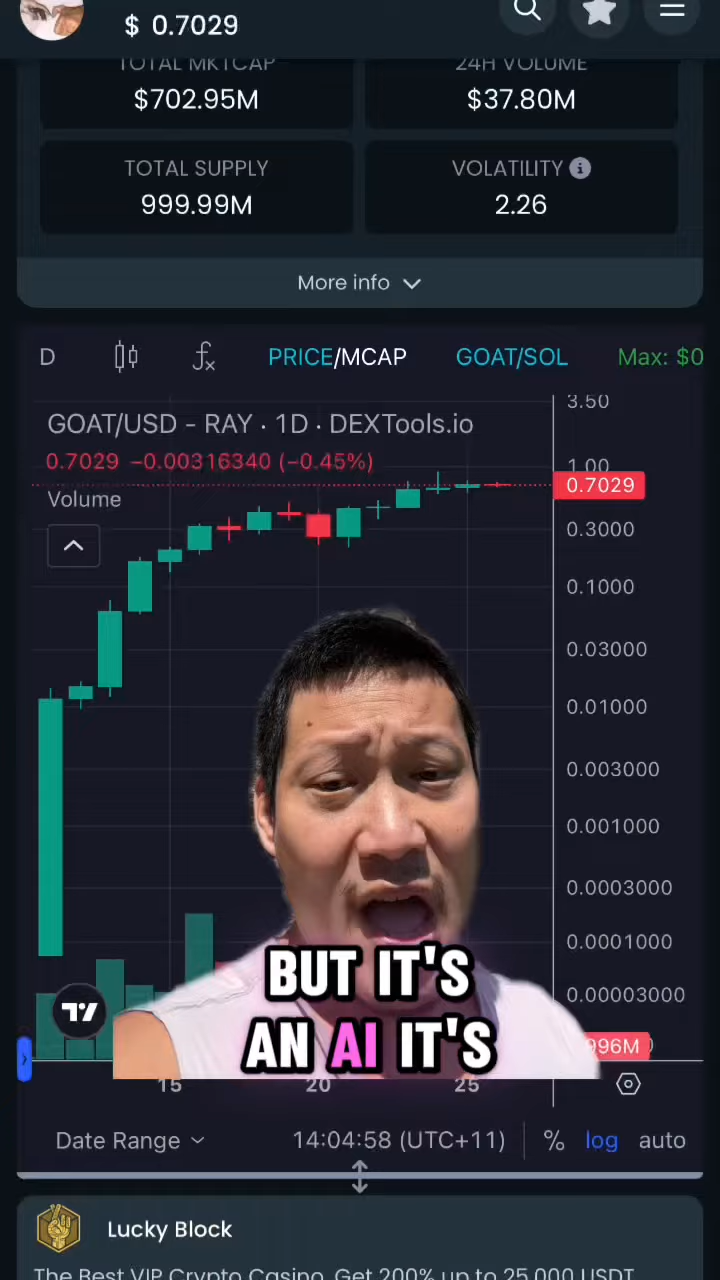 $ 0.7029
TOTAL MKTCAP
$702.95M
24H VOLUME
$37.80M
TOTAL SUPPLY
999.99M
VOLATILITY i
2.26
More info
D
fx
PRICE/MCAP
GOAT/SOL
Max: $0
GOAT/USD - RAY · 1D · DEXTools.io
0.7029 −0.00316340 (−0.45%)
Volume
3.50
1.00
0.7029
0.3000
0.1000
0.03000
0.01000
0.003000
0.001000
0.0003000
0.0001000
0.00003000
996M
BUT IT'S
AN AI IT'S
15
20
25
Date Range
14:04:58 (UTC+11)
%
log
auto
Lucky Block
The Best VIP Crypto Casino. Get 200% up to 25,000 USDT